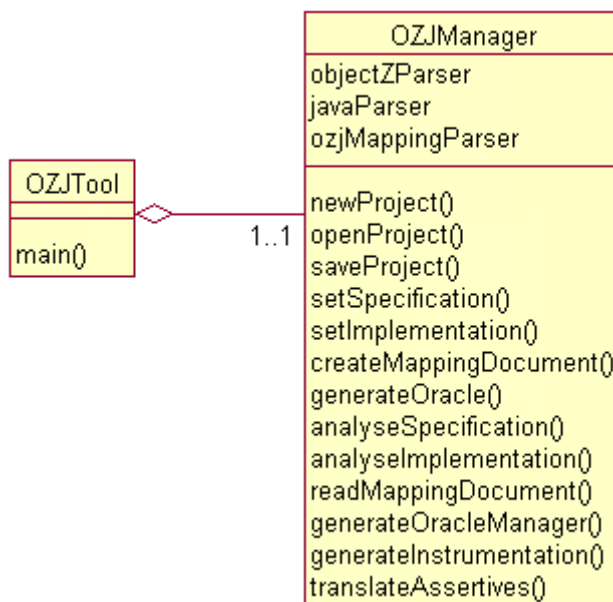 OZJManager
objectZParser
javaParser
ozjMappingParser
OZJTool
main()
1..1
newProject()
openProject()
saveProject()
setSpecification()
setImplementation()
createMappingDocument()
generateOracle()
analyseSpecification()
analyseImplementation()
readMappingDocument()
generateOracleManager()
generateInstrumentation()
translateAssertives()